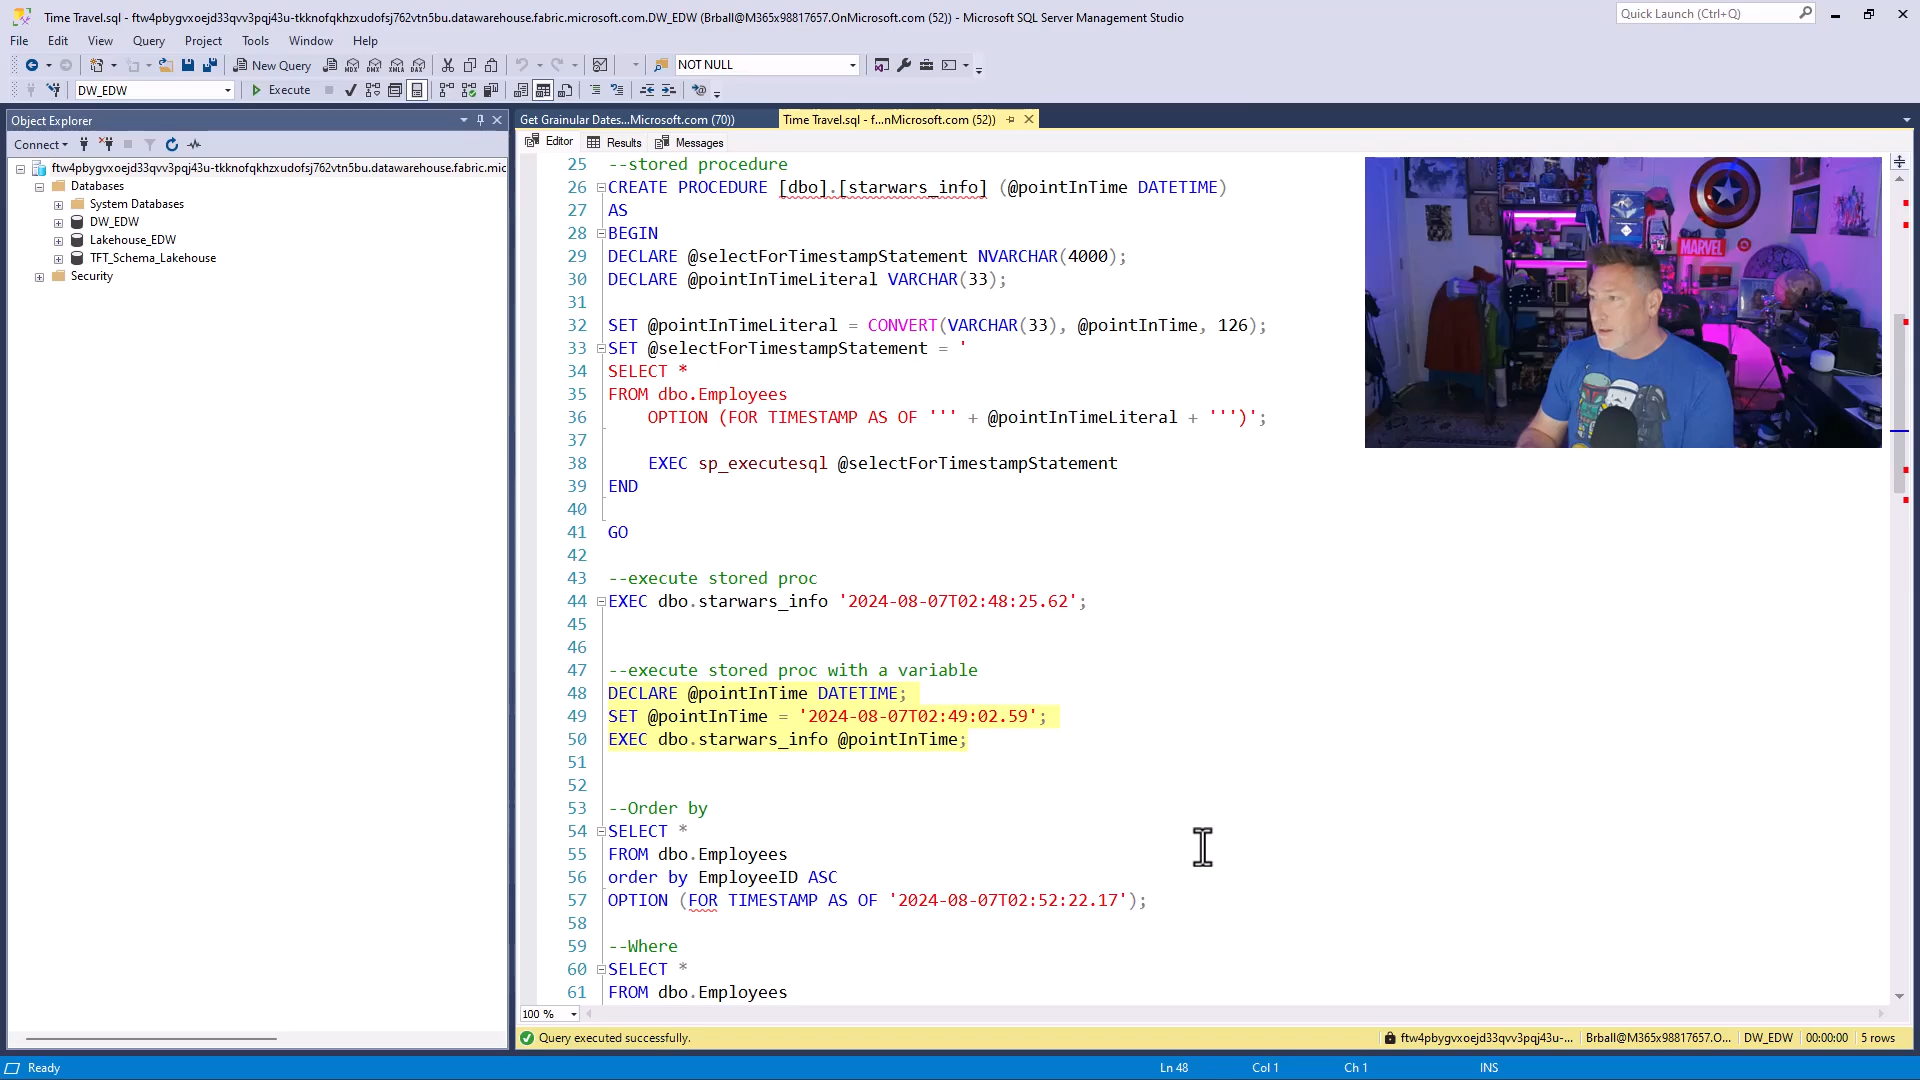 Time Travel.sql - ftw4pbygvxoejd33qvv3pqj43u-tkknofqkhzxudofsj762vtn5bu.datawarehouse.fabric.microsoft.com.DW_EDW (Brball@M365x98817657.OnMicrosoft.com (52)) - Microsoft SQL Server Management Studio
Quick Launch (Ctrl+Q)
File Edit View Query Project Tools Window Help
New Query
NOT NULL
DW_EDW
Execute
Object Explorer
Connect
ftw4pbygvxoejd33qvv3pqj43u-tkknofqkhzxudofsj762vtn5bu.datawarehouse.fabric.mic
Databases
System Databases
DW_EDW
Lakehouse_EDW
TFT_Schema_Lakehouse
Security
Get Grainular Dates...Microsoft.com (70))
Time Travel.sql - f...nMicrosoft.com (52))
Editor Results Messages
25 --stored procedure
26 CREATE PROCEDURE [dbo].[starwars_info] (@pointInTime DATETIME)
27 AS
28 BEGIN
29 DECLARE @selectForTimestampStatement NVARCHAR(4000);
30 DECLARE @pointInTimeLiteral VARCHAR(33);
31
32 SET @pointInTimeLiteral = CONVERT(VARCHAR(33), @pointInTime, 126);
33 SET @selectForTimestampStatement = '
34 SELECT *
35 FROM dbo.Employees
36 OPTION (FOR TIMESTAMP AS OF ''' + @pointInTimeLiteral + ''')';
37
38 EXEC sp_executesql @selectForTimestampStatement
39 END
40
41 GO
42
43 --execute stored proc
44 EXEC dbo.starwars_info '2024-08-07T02:48:25.62';
45
46
47 --execute stored proc with a variable
48 DECLARE @pointInTime DATETIME;
49 SET @pointInTime = '2024-08-07T02:49:02.59';
50 EXEC dbo.starwars_info @pointInTime;
51
52
53 --Order by
54 SELECT *
55 FROM dbo.Employees
56 order by EmployeeID ASC
57 OPTION (FOR TIMESTAMP AS OF '2024-08-07T02:52:22.17');
58
59 --Where
60 SELECT *
61 FROM dbo.Employees
MARVEL
100 %
Query executed successfully.
ftw4pbygvxoejd33qvv3pqj43u-... Brball@M365x98817657.O... DW_EDW 00:00:00 5 rows
Ready
Ln 48 Col 1 Ch 1 INS